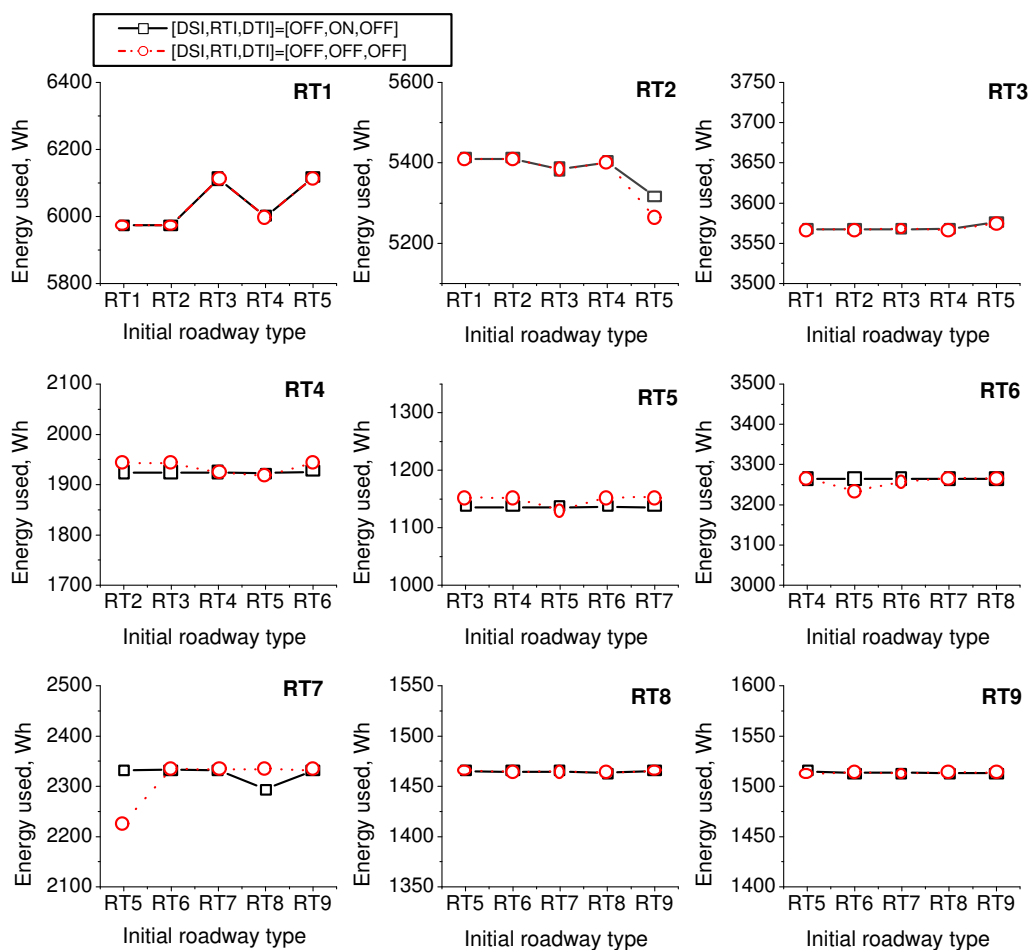 [DSI,RTI,DTI]=[OFF,ON,OFF]
[DSI,RTI,DTI]=[OFF,OFF,OFF]
RT1
Energy used, Wh
6400
6200
6000
5800
RT1 RT2 RT3 RT4 RT5
Initial roadway type
RT2
Energy used, Wh
5600
5400
5200
RT1 RT2 RT3 RT4 RT5
Initial roadway type
RT3
Energy used, Wh
3750
3700
3650
3600
3550
3500
RT1 RT2 RT3 RT4 RT5
Initial roadway type
RT4
Energy used, Wh
2100
2000
1900
1800
1700
RT2 RT3 RT4 RT5 RT6
Initial roadway type
RT5
Energy used, Wh
1300
1200
1100
1000
RT3 RT4 RT5 RT6 RT7
Initial roadway type
RT6
Energy used, Wh
3500
3400
3300
3200
3100
3000
RT4 RT5 RT6 RT7 RT8
Initial roadway type
RT7
Energy used, Wh
2500
2400
2300
2200
2100
RT5 RT6 RT7 RT8 RT9
Initial roadway type
RT8
Energy used, Wh
1550
1500
1450
1400
1350
RT5 RT6 RT7 RT8 RT9
Initial roadway type
RT9
Energy used, Wh
1600
1550
1500
1450
1400
RT5 RT6 RT7 RT8 RT9
Initial roadway type